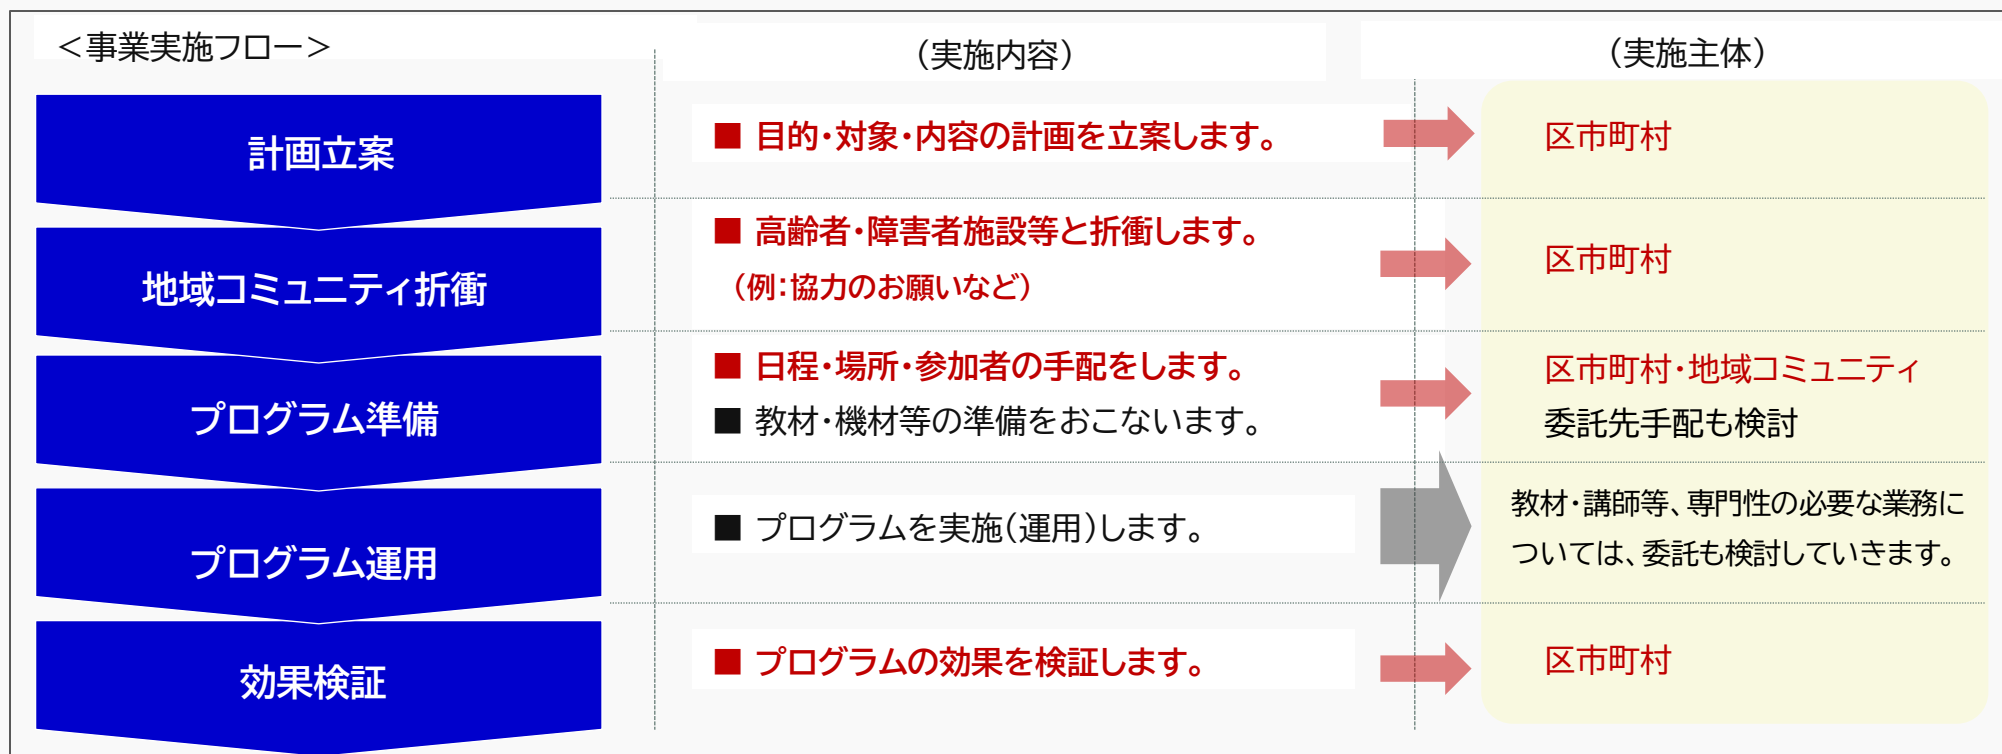 ＜事業実施フロー＞
（実施内容）
（実施主体）
計画立案
■ 目的・対象・内容の計画を立案します。
区市町村
地域コミュニティ折衝
■ 高齢者・障害者施設等と折衝します。
（例：協力のお願いなど）
区市町村
プログラム準備
■ 日程・場所・参加者の手配をします。
■ 教材・機材等の準備をおこないます。
区市町村・地域コミュニティ
委託先手配も検討
プログラム運用
■ プログラムを実施（運用）します。
教材・講師等、専門性の必要な業務に
ついては、委託も検討していきます。
効果検証
■ プログラムの効果を検証します。
区市町村